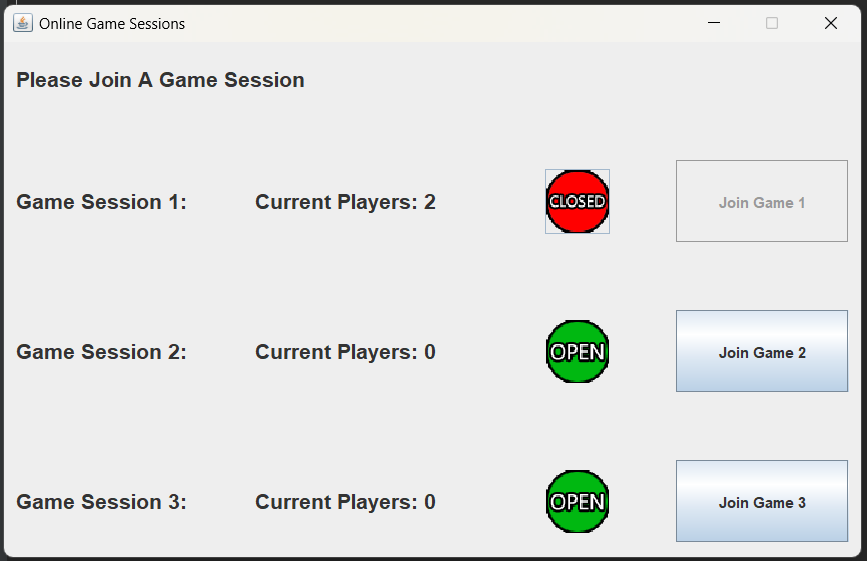 Online Game Sessions
Please Join A Game Session
Game Session 1: Current Players: 2 CLOSED Join Game 1
Game Session 2: Current Players: 0 OPEN Join Game 2
Game Session 3: Current Players: 0 OPEN Join Game 3